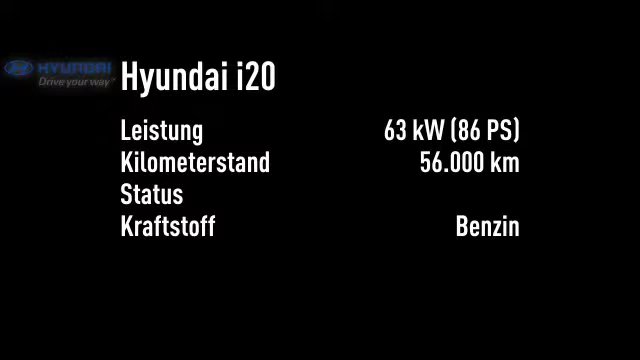 HYUNDAI
Drive your way
Hyundai i20
Leistung 63 kW (86 PS)
Kilometerstand 56.000 km
Status
Kraftstoff Benzin